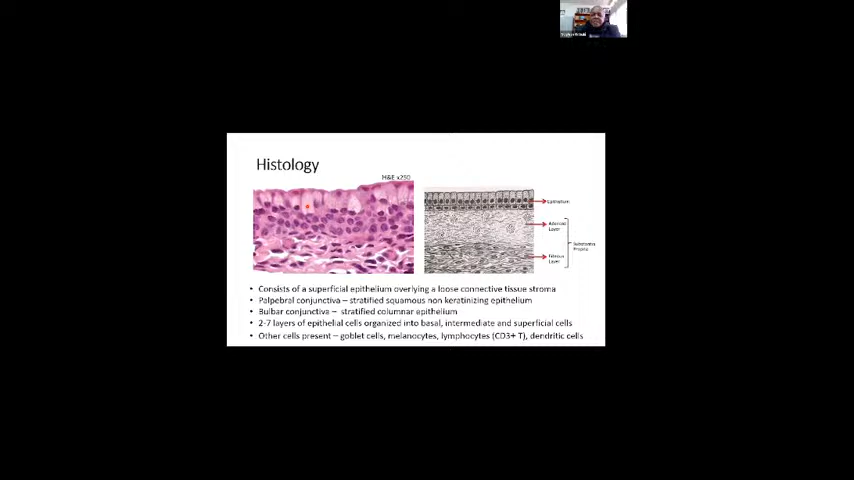 Histology
H&E x250
Epithelium
Adenoid
Layer
Substantia
Propria
Fibrous
Layer
• Consists of a superficial epithelium overlying a loose connective tissue stroma
• Palpebral conjunctiva – stratified squamous non keratinizing epithelium
• Bulbar conjunctiva – stratified columnar epithelium
• 2-7 layers of epithelial cells organized into basal, intermediate and superficial cells
• Other cells present – goblet cells, melanocytes, lymphocytes (CD3+ T), dendritic cells